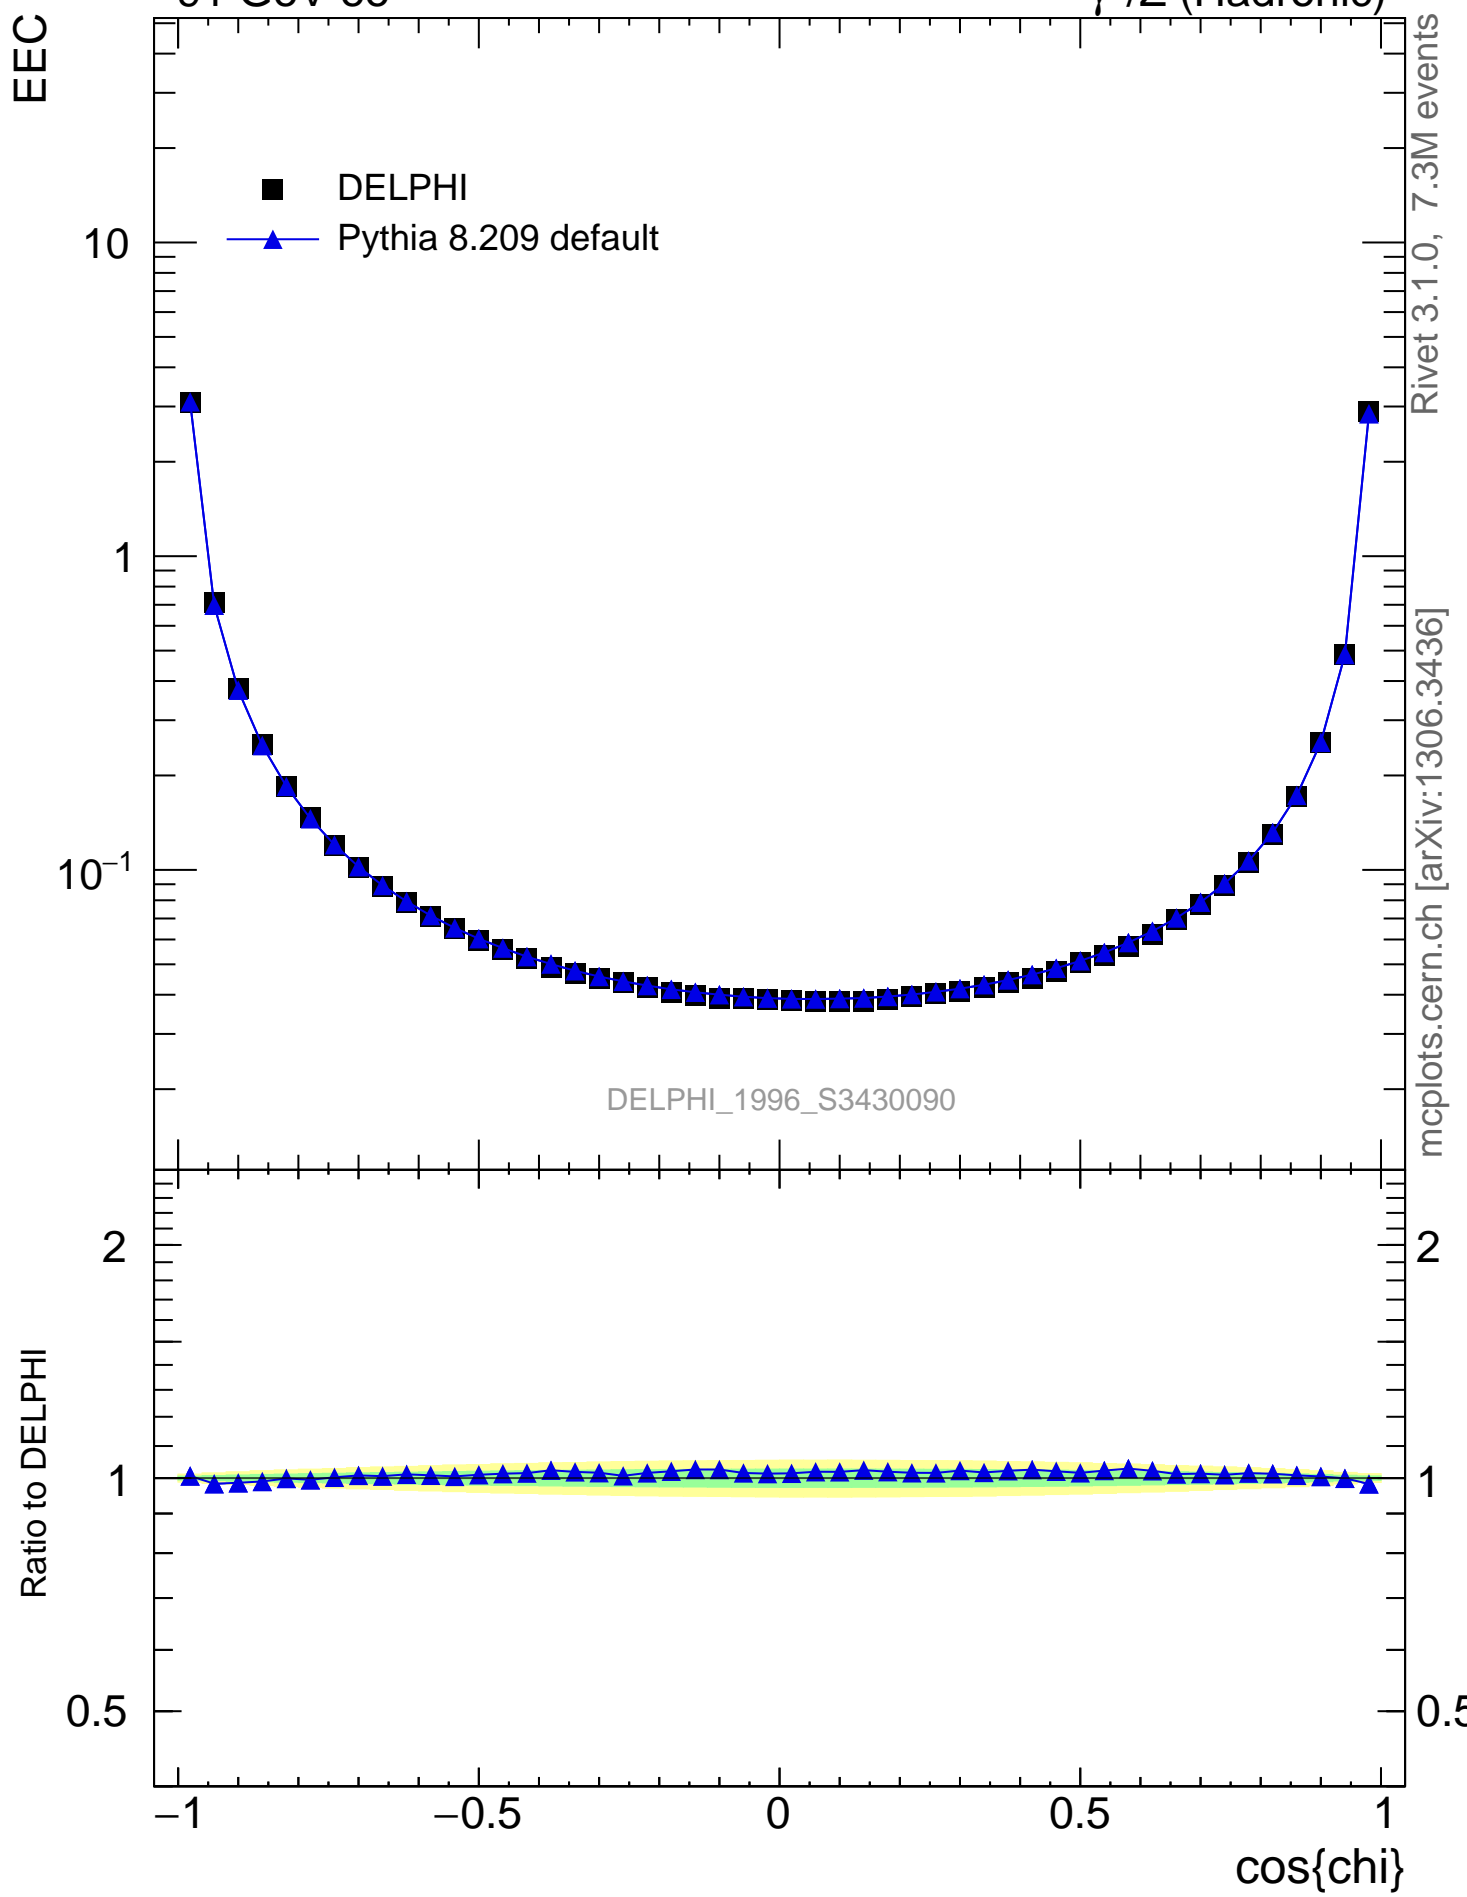 EEC
DELPHI
Pythia 8.209 default
10
1
10⁻¹
DELPHI_1996_S3430090
Rivet 3.1.0, 7.3M events
mcplots.cern.ch [arXiv:1306.3436]
Ratio to DELPHI
2
1
0.5
2
1
0.5
−1
−0.5
0
0.5
1
cos{chi}